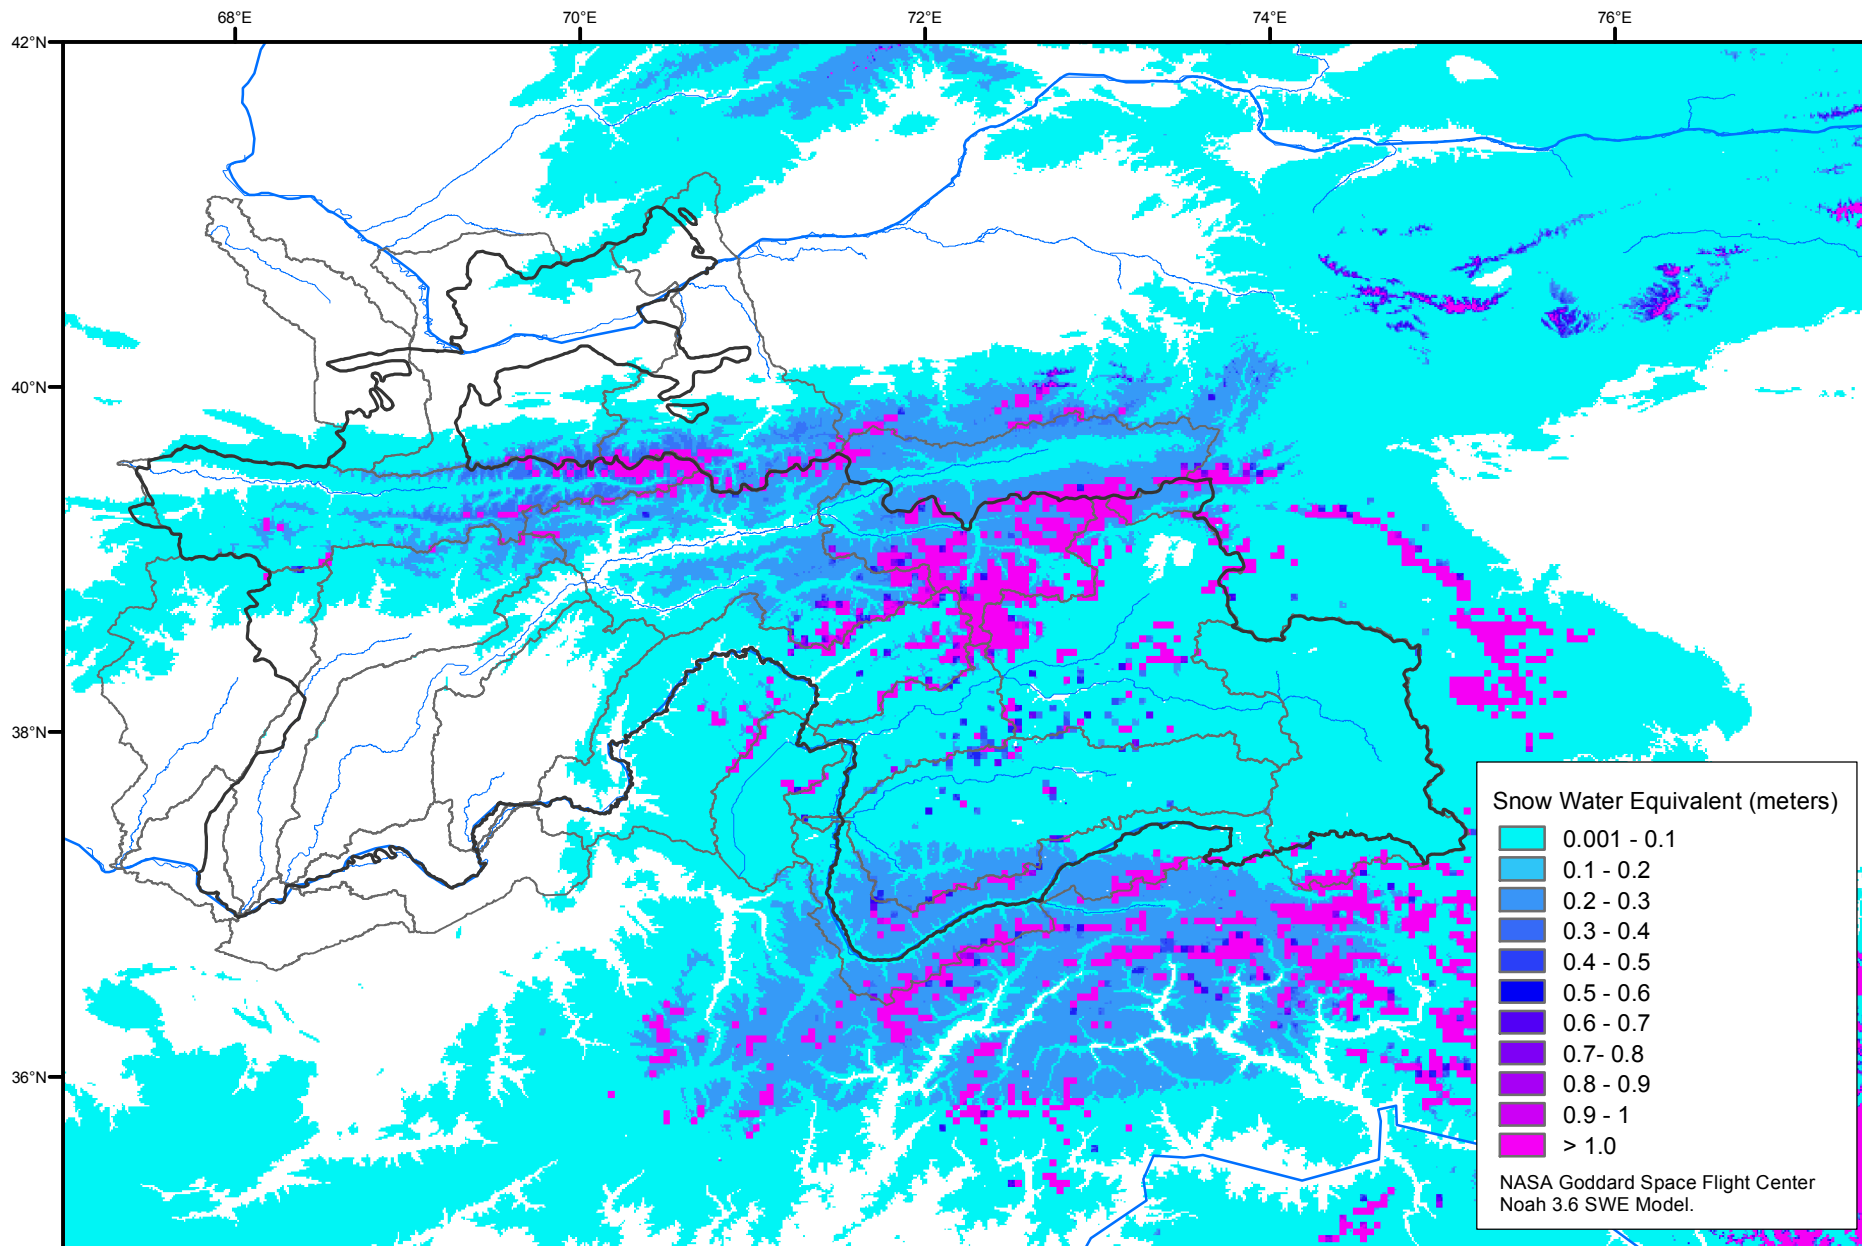 68°E
70°E
72°E
74°E
76°E
42°N
40°N
38°N
36°N
Snow Water Equivalent (meters)
0.001 - 0.1
0.1 - 0.2
0.2 - 0.3
0.3 - 0.4
0.4 - 0.5
0.5 - 0.6
0.6 - 0.7
0.7- 0.8
0.8 - 0.9
0.9 - 1
> 1.0
NASA Goddard Space Flight Center
Noah 3.6 SWE Model.